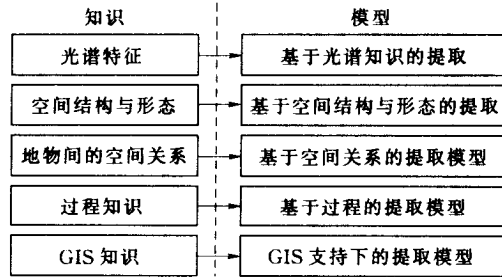 知识 模型
光谱特征 基于光谱知识的提取
空间结构与形态 基于空间结构与形态的提取
地物间的空间关系 基于空间关系的提取模型
过程知识 基于过程的提取模型
GIS 知识 GIS 支持下的提取模型